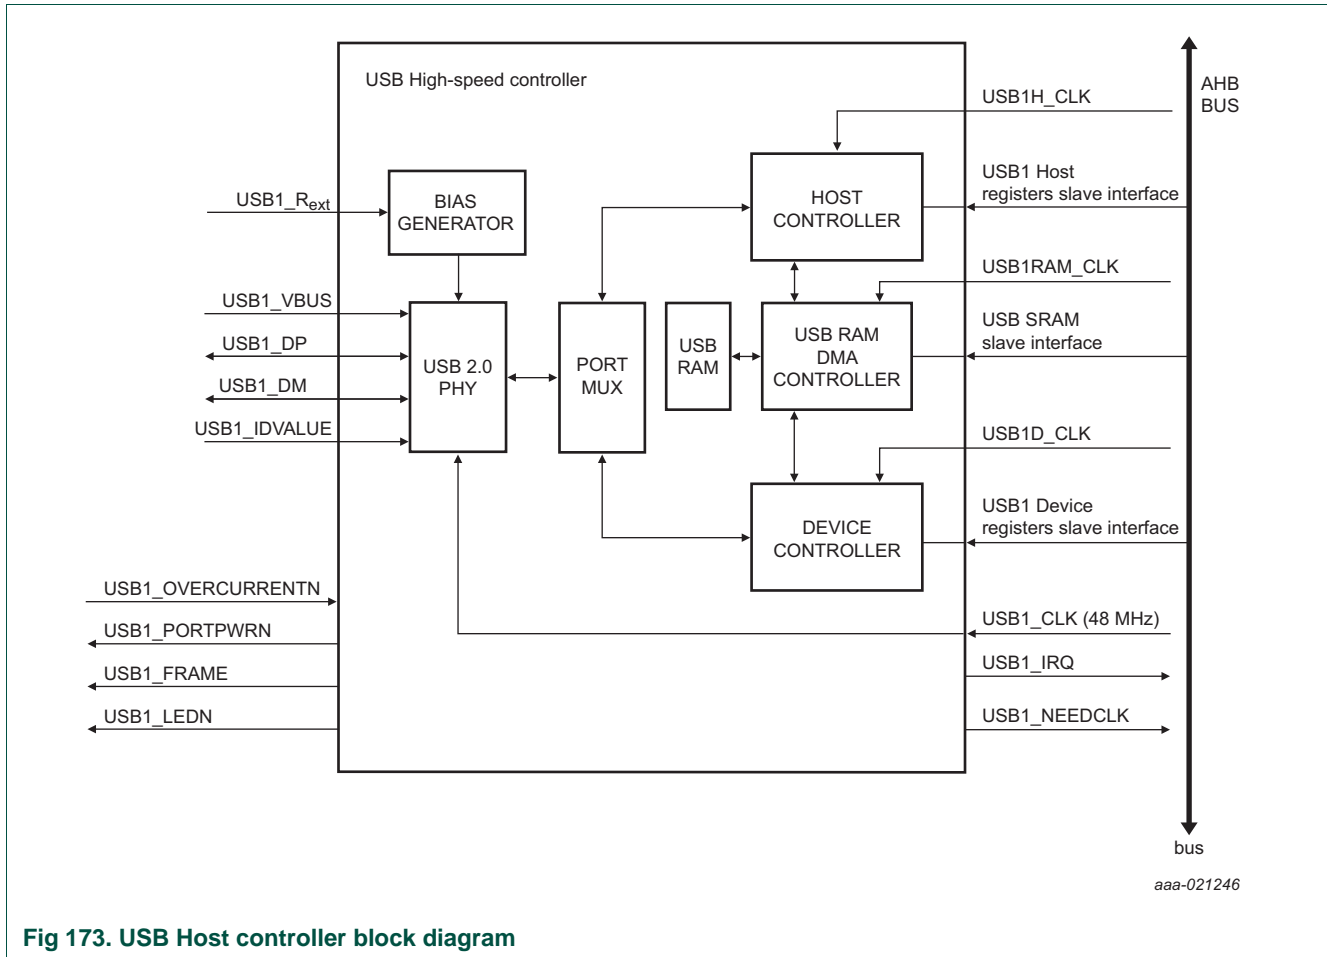 USB High-speed controller
USB1H_CLK
AHB
BUS
USB1_Rext
BIAS
GENERATOR
HOST
CONTROLLER
USB1 Host
registers slave interface
USB1RAM_CLK
USB1_VBUS
USB1_DP
USB1_DM
USB1_IDVALUE
USB 2.0
PHY
PORT
MUX
USB
RAM
USB RAM
DMA
CONTROLLER
USB SRAM
slave interface
USB1D_CLK
DEVICE
CONTROLLER
USB1 Device
registers slave interface
USB1_OVERCURRENTN
USB1_PORTPWRN
USB1_FRAME
USB1_LEDN
USB1_CLK (48 MHz)
USB1_IRQ
USB1_NEEDCLK
bus
aaa-021246
Fig 173. USB Host controller block diagram